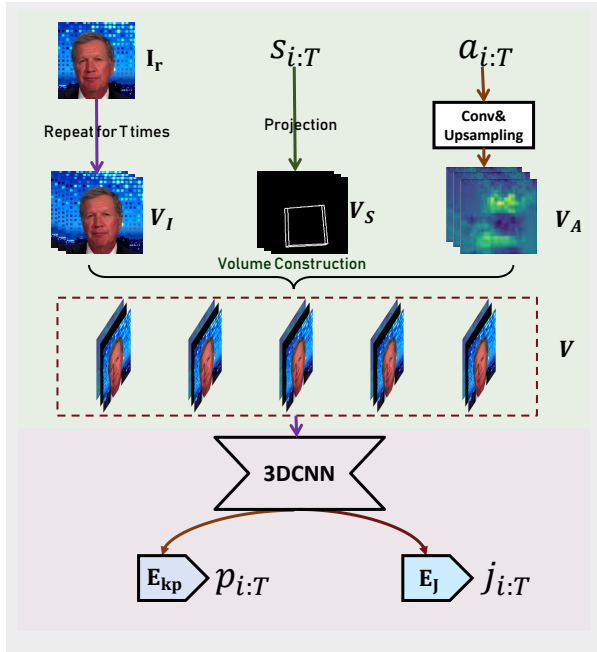 I_r
s_{i:T}
a_{i:T}
Repeat for T times
Projection
Conv&
Upsampling
V_I
V_S
V_A
Volume Construction
V
3DCNN
E_kp
p_{i:T}
E_J
j_{i:T}